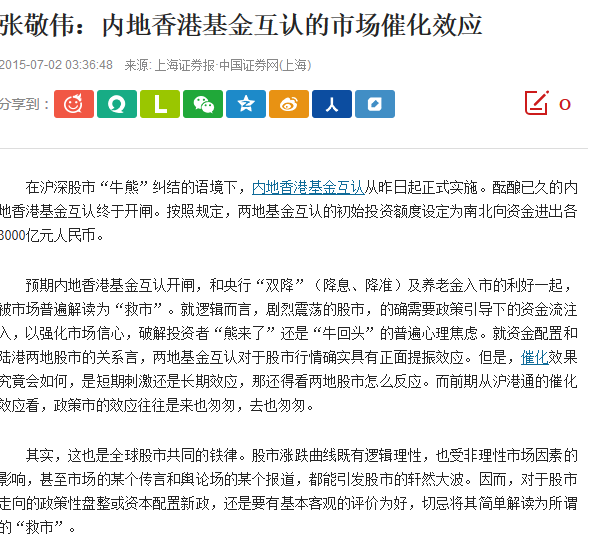 张敬伟：内地香港基金互认的市场催化效应
2015-07-02 03:36:48 来源: 上海证券报·中国证券网(上海)
分享到：
L
人
0
在沪深股市“牛熊”纠结的语境下，内地香港基金互认从昨日起正式实施。酝酿已久的内
地香港基金互认终于开闸。按照规定，两地基金互认的初始投资额度设定为南北向资金进出各
3000亿元人民币。
预期内地香港基金互认开闸，和央行“双降”（降息、降准）及养老金入市的利好一起，
被市场普遍解读为“救市”。就逻辑而言，剧烈震荡的股市，的确需要政策引导下的资金流注
入，以强化市场信心，破解投资者“熊来了”还是“牛回头”的普遍心理焦虑。就资金配置和
陆港两地股市的关系言，两地基金互认对于股市行情确实具有正面提振效应。但是，催化效果
究竟会如何，是短期刺激还是长期效应，那还得看两地股市怎么反应。而前期从沪港通的催化
效应看，政策市的效应往往是来也匆匆，去也匆匆。
其实，这也是全球股市共同的铁律。股市涨跌曲线既有逻辑理性，也受非理性市场因素的
影响，甚至市场的某个传言和舆论场的某个报道，都能引发股市的轩然大波。因而，对于股市
走向的政策性盘整或资本配置新政，还是要有基本客观的评价为好，切忌将其简单解读为所谓
的“救市”。